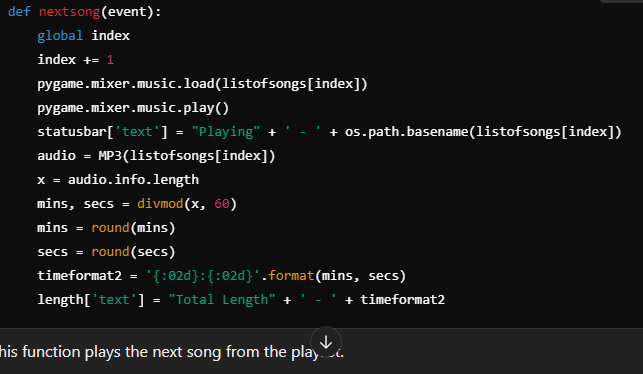 def nextsong(event):
global index
index += 1
pygame.mixer.music.load(listofsongs[index])
pygame.mixer.music.play()
statusbar['text'] = "Playing" + ' - ' + os.path.basename(listofsongs[index])
audio = MP3(listofsongs[index])
x = audio.info.length
mins, secs = divmod(x, 60)
mins = round(mins)
secs = round(secs)
timeformat2 = '{:02d}:{:02d}'.format(mins, secs)
length['text'] = "Total Length" + ' - ' + timeformat2
his function plays the next song from the